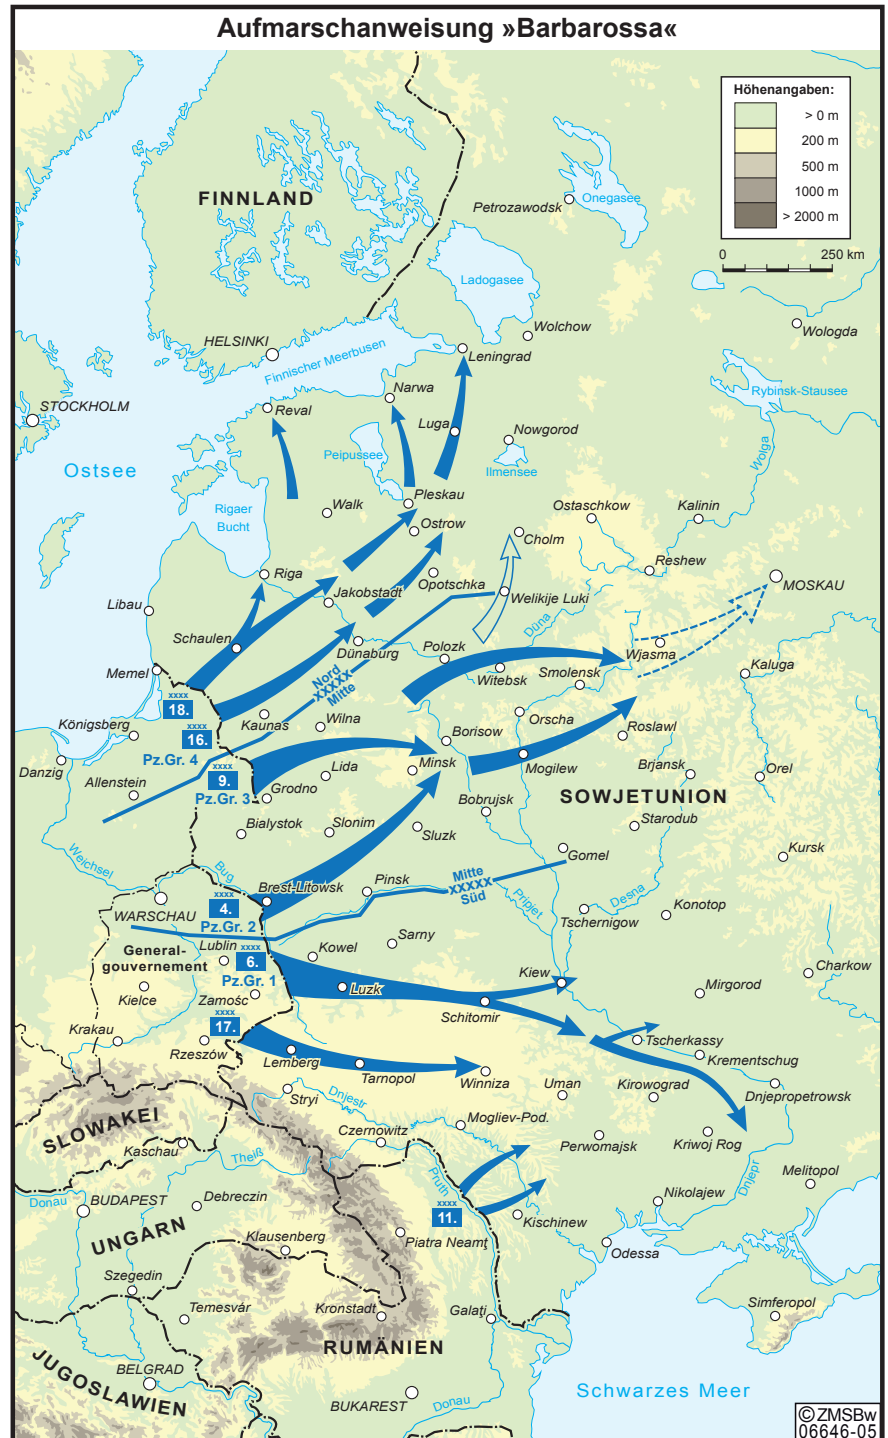 Aufmarschanweisung »Barbarossa«
Höhenangaben:
> 0 m
200 m
500 m
1000 m
> 2000 m
0 250 km
FINNLAND
Petrozawodsk
Onegasee
Ladogasee
Wolchow
Wologda
HELSINKI
Finnischer Meerbusen
Leningrad
Narwa
Rybinsk-Stausee
STOCKHOLM
Reval
Luga
Nowgorod
Peipussee
Ilmensee
Wolga
Ostsee
Pleskau
Rigaer
Bucht
Walk
Ostrow
Ostaschkow
Kalinin
Cholm
Riga
Opotschka
Reshew
MOSKAU
Libau
Jakobstadt
Welikije Luki
Düna
Schaulen
Dünaburg
Polozk
Wjasma
Memel
Nord
XXXXX
Mitte
Witebsk
Smolensk
Kaluga
xxxx
18.
Königsberg
xxxx
16.
Kaunas
Wilna
Borisow
Orscha
Roslawl
Pz.Gr. 4
Danzig
Allenstein
xxxx
9.
Pz.Gr. 3
Lida
Grodno
Minsk
Mogilew
Brjansk
Orel
SOWJETUNION
Bialystok
Slonim
Sluzk
Bobrujsk
Starodub
Weichsel
Bug
Gomel
Kursk
Brest-Litowsk
Pinsk
Mitte
XXXXX
Süd
Pripjet
Desna
WARSCHAU
xxxx
4.
Pz.Gr. 2
Tschernigow
Konotop
General-
gouvernement
Lublin
xxxx
6.
Pz.Gr. 1
Kowel
Sarny
Kiew
Charkow
Kielce
Zamośc
Luzk
Schitomir
Mirgorod
xxxx
17.
Krakau
Rzeszów
Lemberg
Tarnopol
Winniza
Tscherkassy
Krementschug
Stryi
Dnjestr
Uman
Kirowograd
Dnjepropetrowsk
SLOWAKEI
Kaschau
Czernowitz
Mogliev-Pod.
Perwomajsk
Kriwoj Rog
Theiß
Pruth
Dnjepr
Melitopol
Donau
BUDAPEST
Debreczin
xxxx
11.
Kischinew
Nikolajew
UNGARN
Klausenberg
Piatra Neamţ
Odessa
Szegedin
Temesvár
Kronstadt
Galaţi
Simferopol
RUMÄNIEN
JUGOSLAWIEN
BELGRAD
BUKAREST
Donau
Schwarzes Meer
©ZMSBw
06646-05